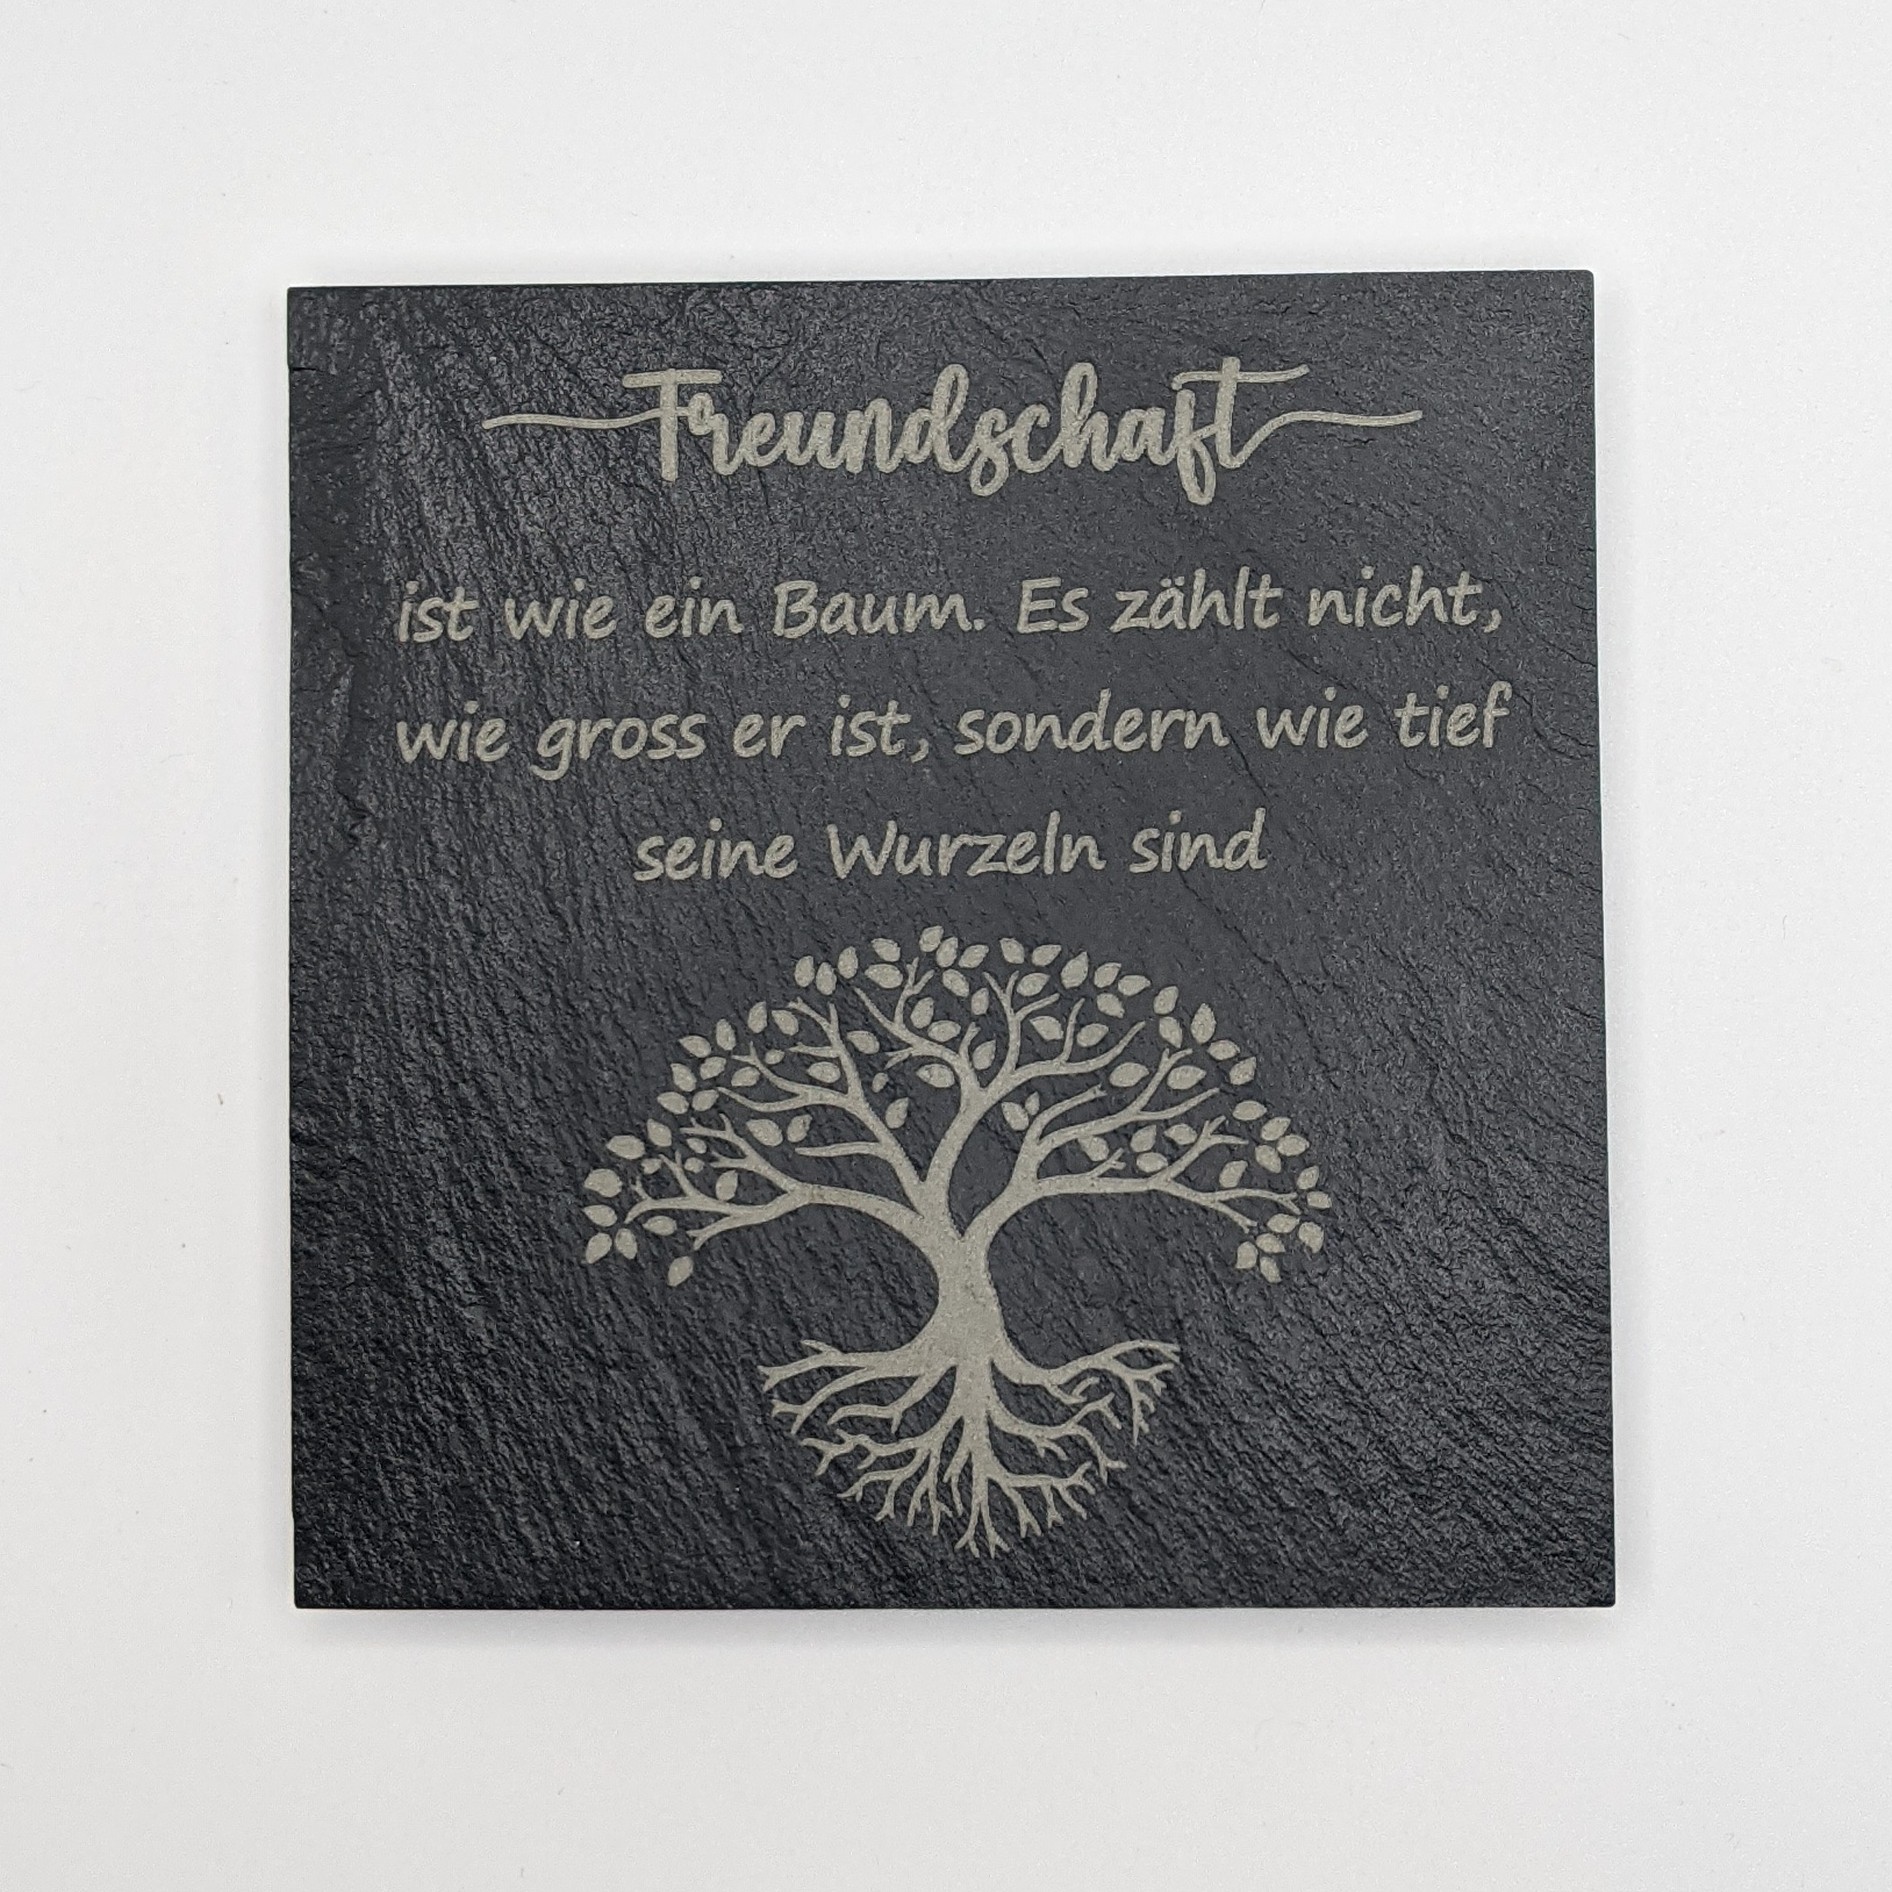 Freundschaft
ist wie ein Baum. Es zählt nicht,
wie gross er ist, sondern wie tief
seine Wurzeln sind